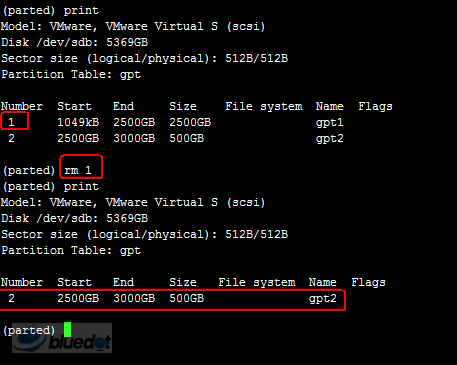 (parted) print
Model: VMware, VMware Virtual S (scsi)
Disk /dev/sdb: 5369GB
Sector size (logical/physical): 512B/512B
Partition Table: gpt
Number  Start   End     Size    File system  Name  Flags
 1      1049kB  2500GB  2500GB               gpt1
 2      2500GB  3000GB  500GB                gpt2
(parted) rm 1
(parted) print
Model: VMware, VMware Virtual S (scsi)
Disk /dev/sdb: 5369GB
Sector size (logical/physical): 512B/512B
Partition Table: gpt
Number  Start   End     Size   File system  Name  Flags
 2      2500GB  3000GB  500GB               gpt2
(parted)
bluedot